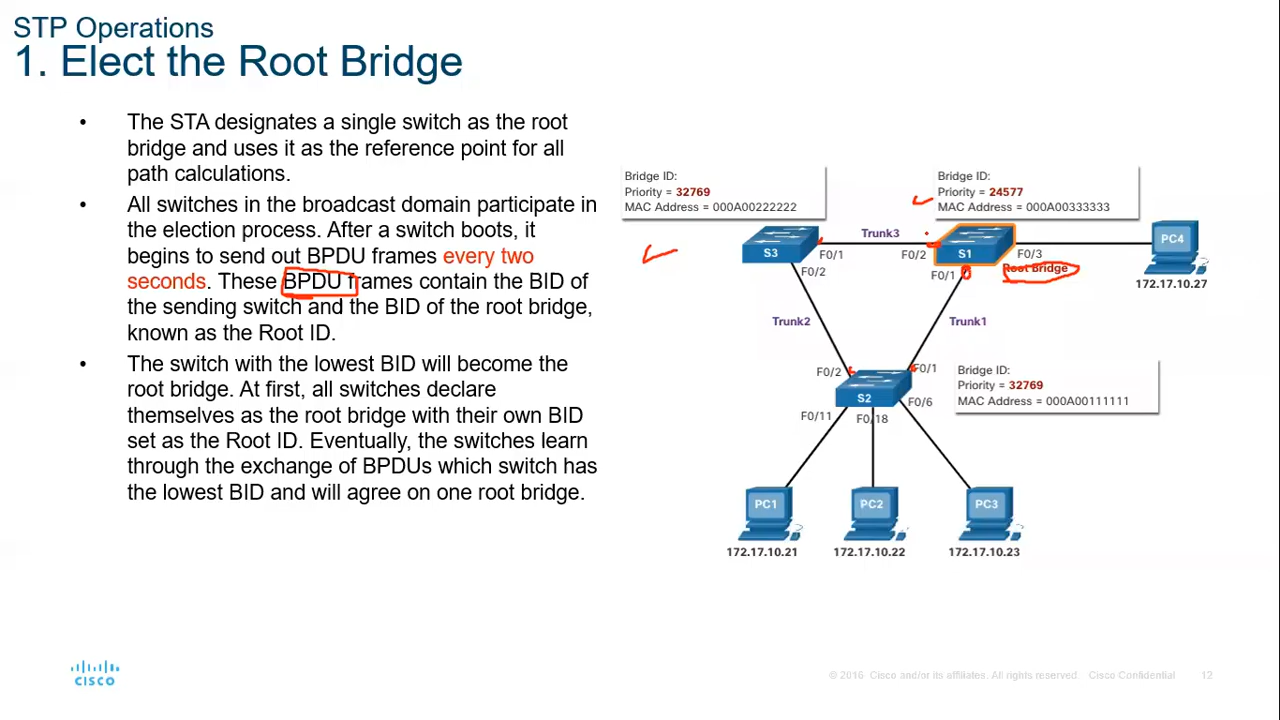 STP Operations
1. Elect the Root Bridge
• The STA designates a single switch as the root
bridge and uses it as the reference point for all
path calculations.
• All switches in the broadcast domain participate in
the election process. After a switch boots, it
begins to send out BPDU frames every two
seconds. These BPDU frames contain the BID of
the sending switch and the BID of the root bridge,
known as the Root ID.
• The switch with the lowest BID will become the
root bridge. At first, all switches declare
themselves as the root bridge with their own BID
set as the Root ID. Eventually, the switches learn
through the exchange of BPDUs which switch has
the lowest BID and will agree on one root bridge.
Bridge ID:
Priority = 32769
MAC Address = 000A00222222
Bridge ID:
Priority = 24577
MAC Address = 000A00333333
S3
F0/1
Trunk3
F0/2
S1
F0/3
PC4
F0/2
F0/1
Root Bridge
172.17.10.27
Trunk2
Trunk1
F0/2
F0/1
Bridge ID:
Priority = 32769
MAC Address = 000A00111111
S2
F0/6
F0/11
F0/18
PC1
PC2
PC3
172.17.10.21
172.17.10.22
172.17.10.23
CISCO
© 2016 Cisco and/or its affiliates. All rights reserved. Cisco Confidential
12